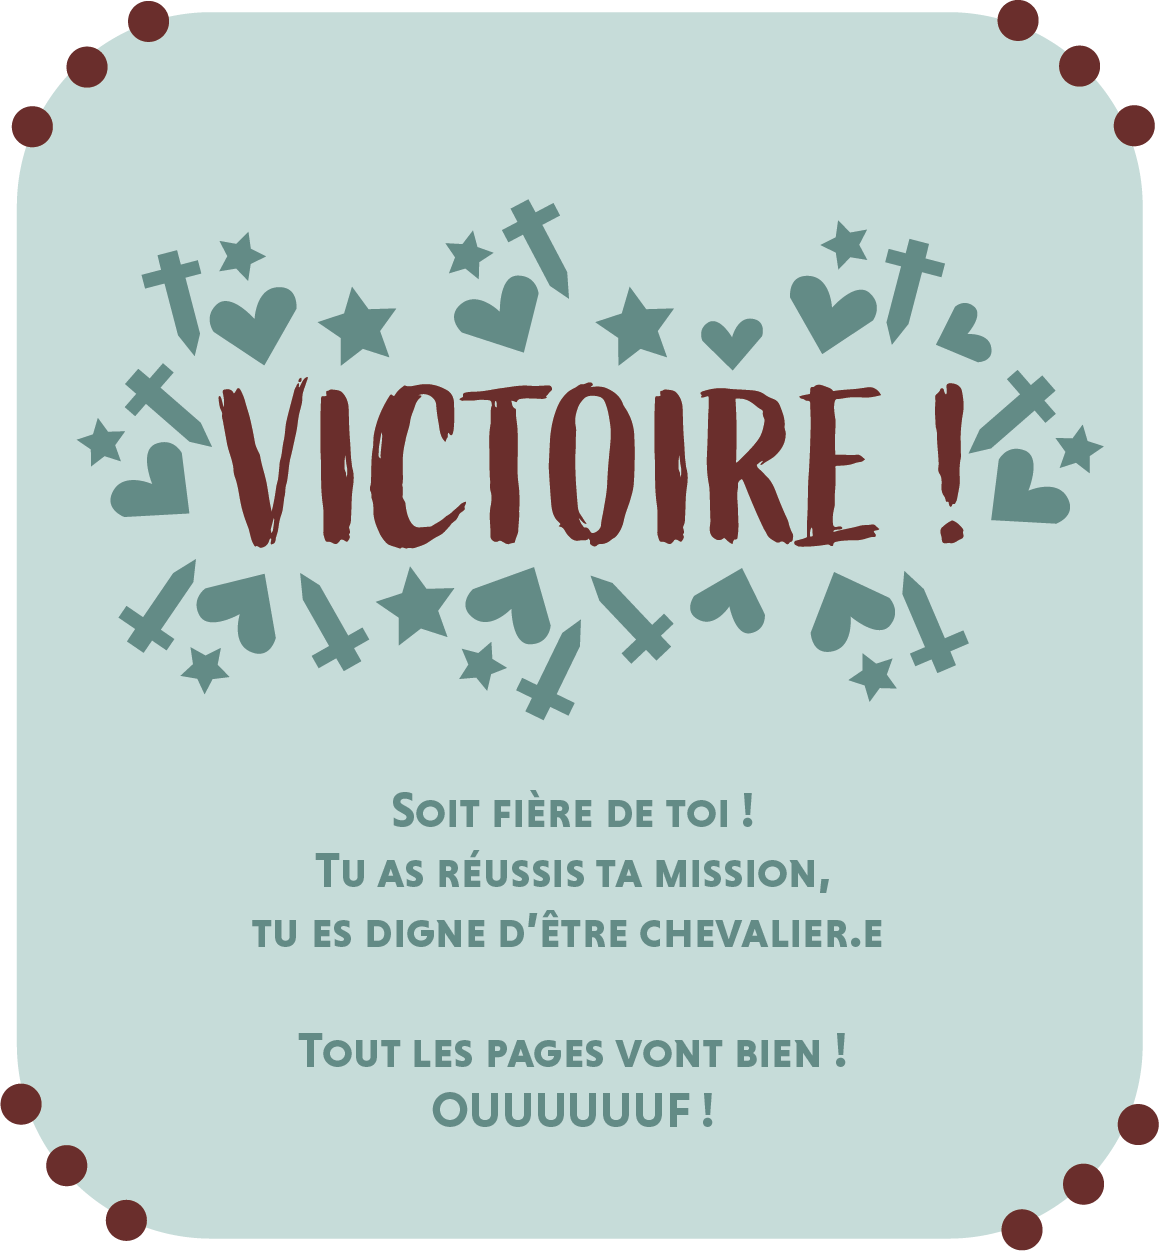 VICTOIRE !
Soit fière de toi !
Tu as réussis ta mission,
tu es digne d'être chevalier.e
Tout les pages vont bien !
OUUUUUUUF !